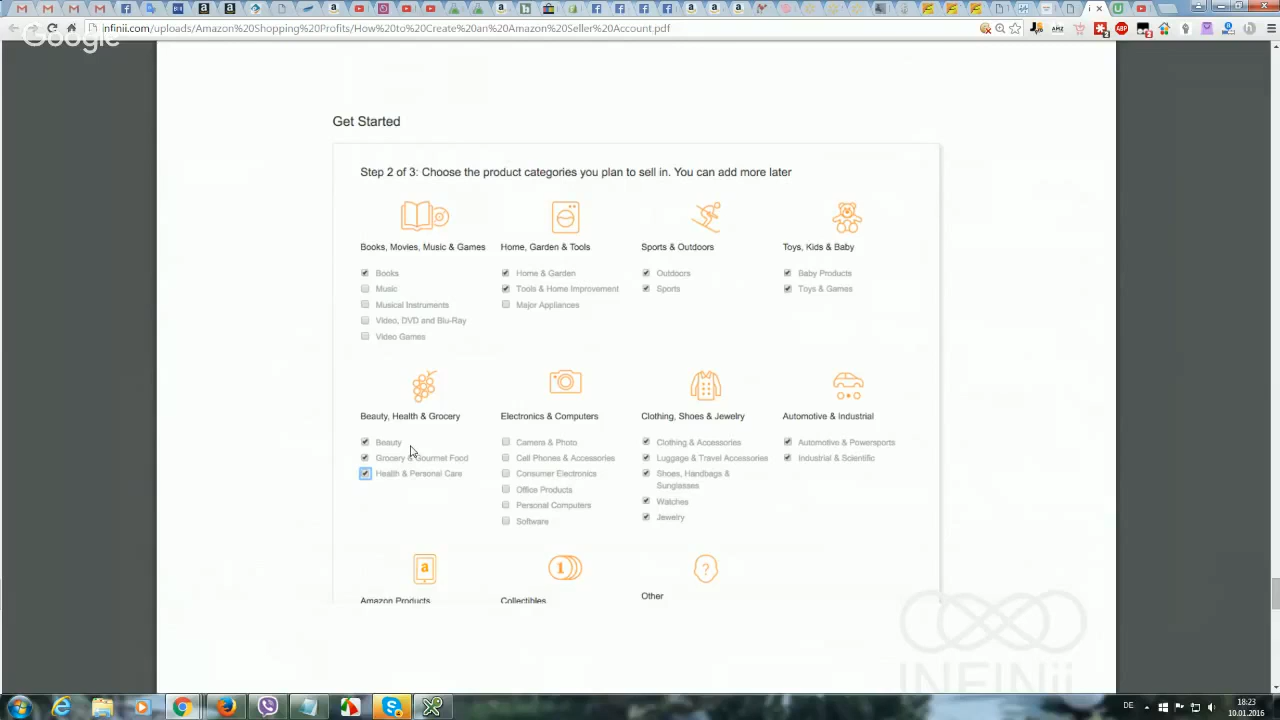 infinii.com/uploads/Amazon%20Shopping%20Profits/How%20to%20Create%20an%20Amazon%20Seller%20Account.pdf
Google
Get Started
Step 2 of 3: Choose the product categories you plan to sell in. You can add more later
Books, Movies, Music & Games
Books
Music
Musical Instruments
Video, DVD and Blu-Ray
Video Games
Home, Garden & Tools
Home & Garden
Tools & Home Improvement
Major Appliances
Sports & Outdoors
Outdoors
Sports
Toys, Kids & Baby
Baby Products
Toys & Games
Beauty, Health & Grocery
Beauty
Grocery & Gourmet Food
Health & Personal Care
Electronics & Computers
Camera & Photo
Cell Phones & Accessories
Consumer Electronics
Office Products
Personal Computers
Software
Clothing, Shoes & Jewelry
Clothing & Accessories
Luggage & Travel Accessories
Shoes, Handbags &
Sunglasses
Watches
Jewelry
Automotive & Industrial
Automotive & Powersports
Industrial & Scientific
a
Amazon Products
1
Collectibles
?
Other
INFINii
DE
18:23
10.01.2016